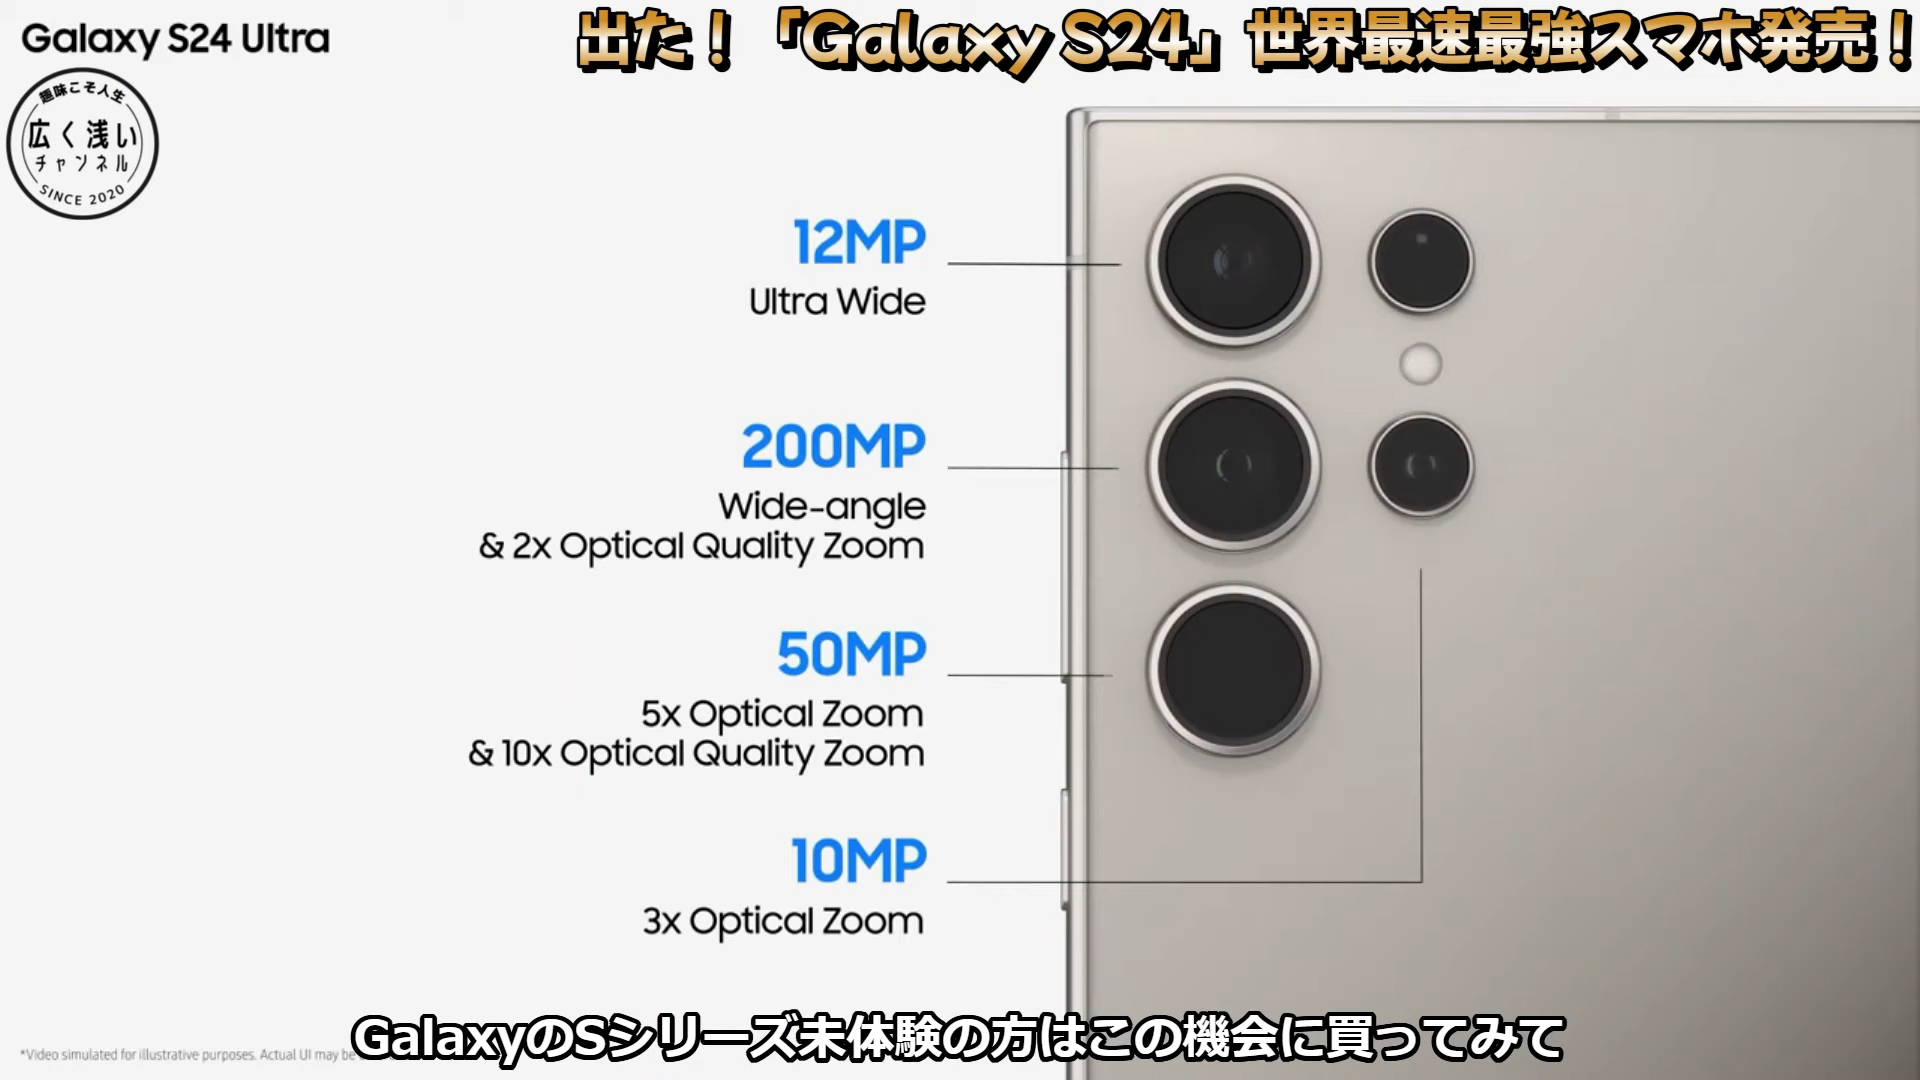 Galaxy S24 Ultra
出た！「Galaxy S24」世界最速最強スマホ発売！
趣味こそ人生
広く浅い
チャンネル
SINCE 2020
12MP
Ultra Wide
200MP
Wide-angle
& 2x Optical Quality Zoom
50MP
5x Optical Zoom
& 10x Optical Quality Zoom
10MP
3x Optical Zoom
GalaxyのSシリーズ未体験の方はこの機会に買ってみて
*Video simulated for illustrative purposes. Actual UI may be